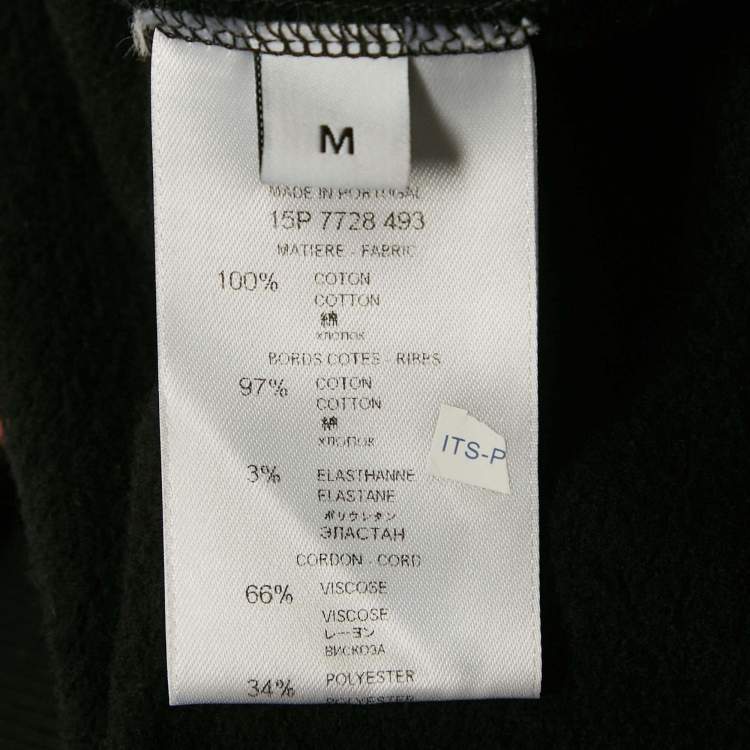 M
MADE IN PORTUGAL
15P 7728 493
MATIERE - FABRIC
100% COTON
COTTON
綿
хлопок
BORDS COTES - RIBBS
97% COTON
COTTON
綿
хлопок
ITS-P
3% ELASTHANNE
ELASTANE
ポリウレタン
ЭЛАСТАН
CORDON - CORD
66% VISCOSE
VISCOSE
レーヨン
ВИСКОЗА
34% POLYESTER
POLYESTER